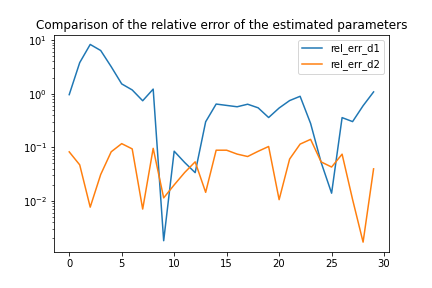 Comparison of the relative error of the estimated parameters
rel_err_d1
rel_err_d2
10¹
10⁰
10⁻¹
10⁻²
0 5 10 15 20 25 30